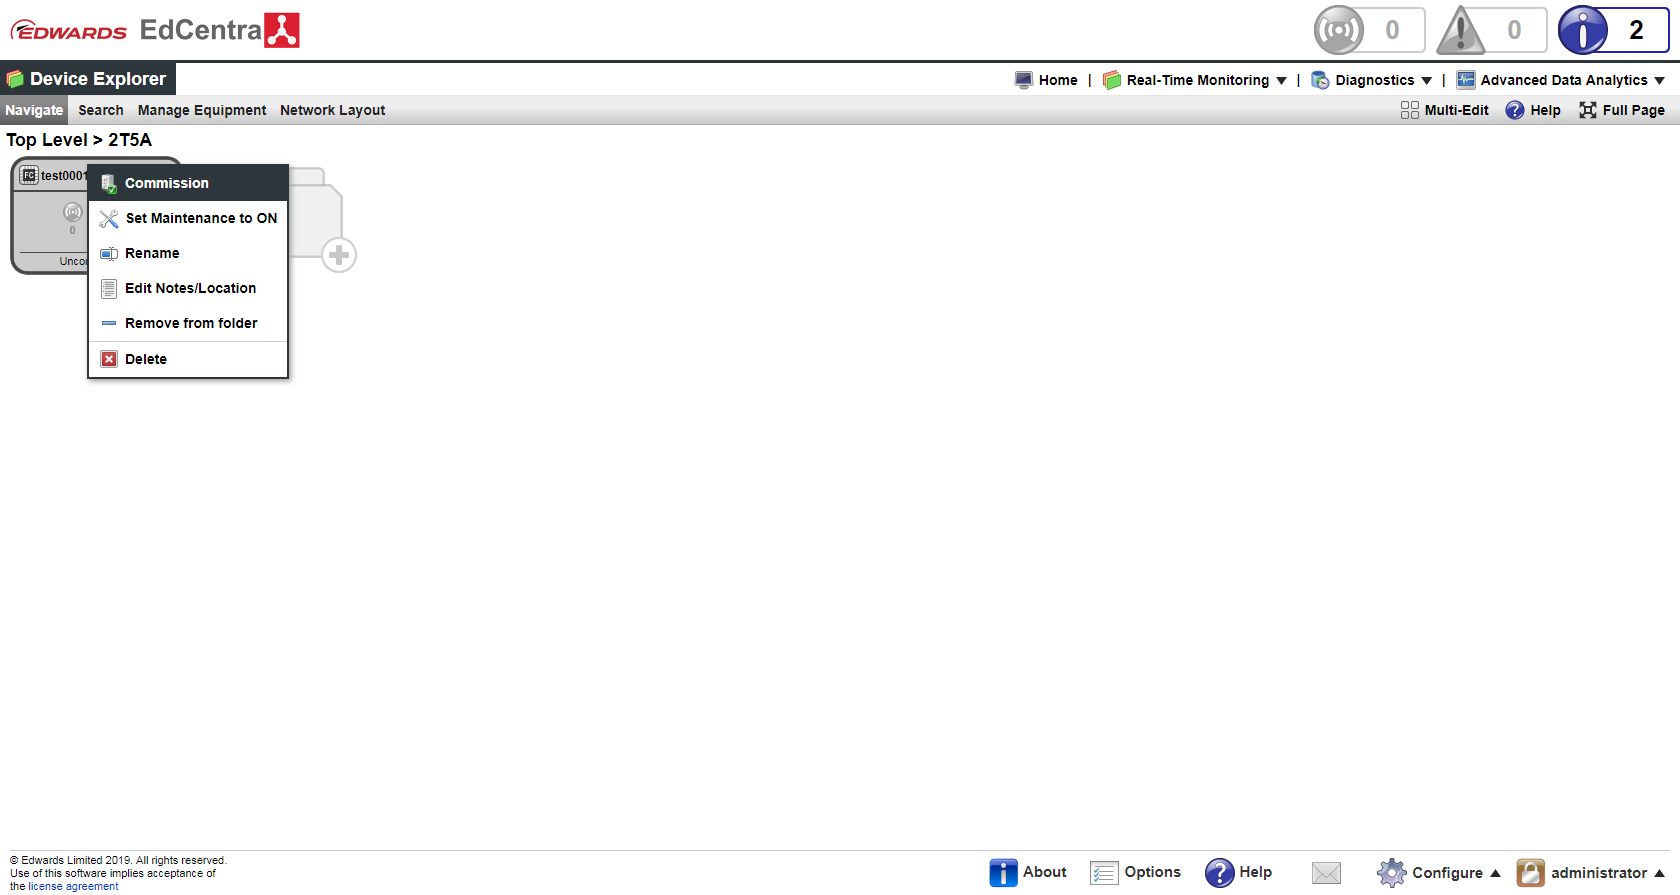 EDWARDS EdCentra
0 0 2
Device Explorer
Home | Real-Time Monitoring | Diagnostics | Advanced Data Analytics
Navigate Search Manage Equipment Network Layout
Multi-Edit Help Full Page
Top Level > 2T5A
FC test0001
0
Uncor
Commission
Set Maintenance to ON
Rename
Edit Notes/Location
Remove from folder
Delete
© Edwards Limited 2019. All rights reserved.
Use of this software implies acceptance of
the license agreement
About Options Help Configure administrator